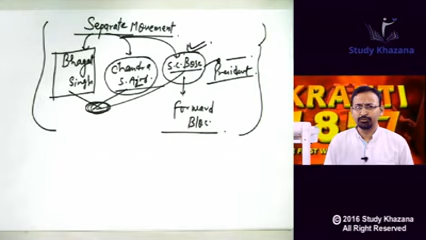 Separate Movement
Bhagat
Singh
Chandra
S. Azad
S.C. Bose
President
Forward
Bloc
Study Khazana
KRANTI
1857
© 2016 Study Khazana
All Right Reserved